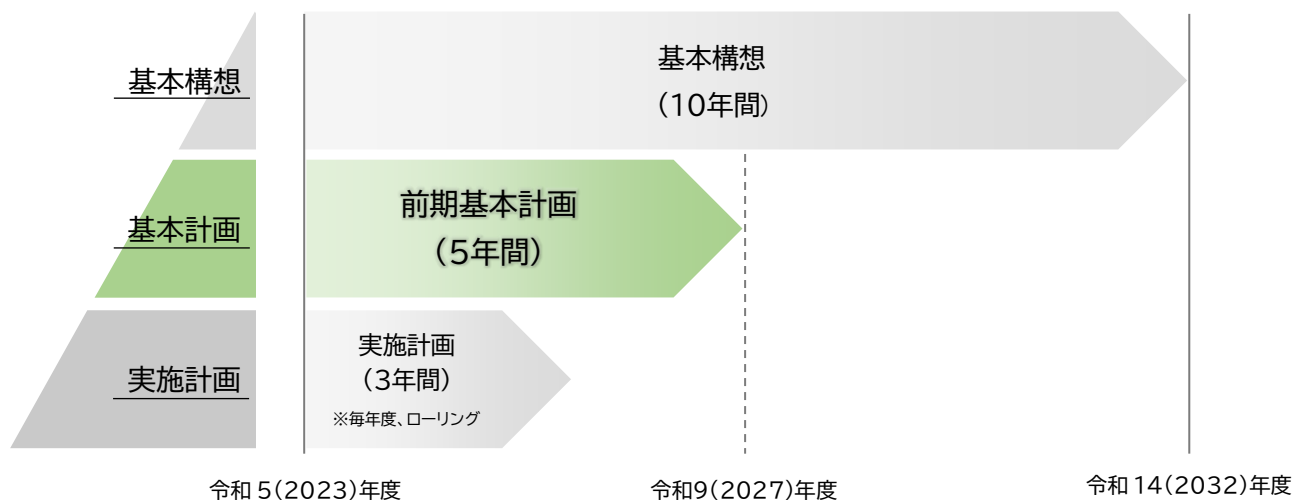 基本構想
基本構想
(10年間)
基本計画
前期基本計画
(5年間)
実施計画
実施計画
(3年間)
※毎年度、ローリング
令和5(2023)年度
令和9(2027)年度
令和14(2032)年度